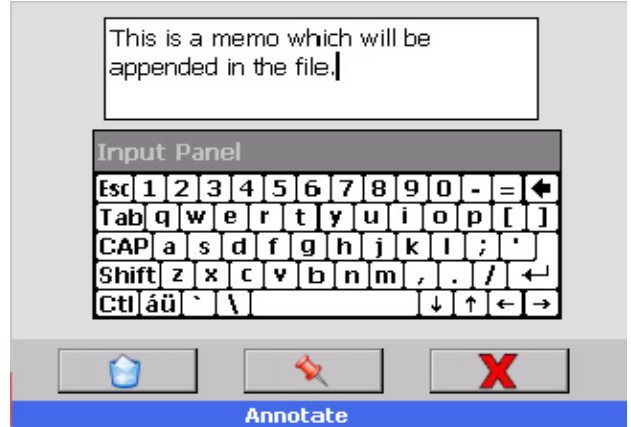 This is a memo which will be
appended in the file.
Input Panel
Esc 1 2 3 4 5 6 7 8 9 0 - =
Tab q w e r t y u i o p [ ]
CAP a s d f g h j k l ; '
Shift z x c v b n m , . /
Ctl áü ` \ ↓ ↑ ← →
Annotate